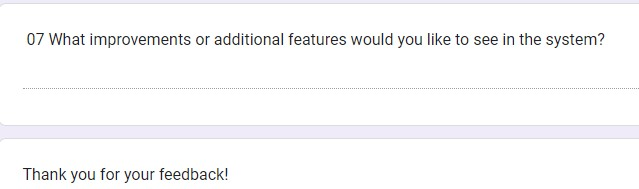 07 What improvements or additional features would you like to see in the system?
Thank you for your feedback!